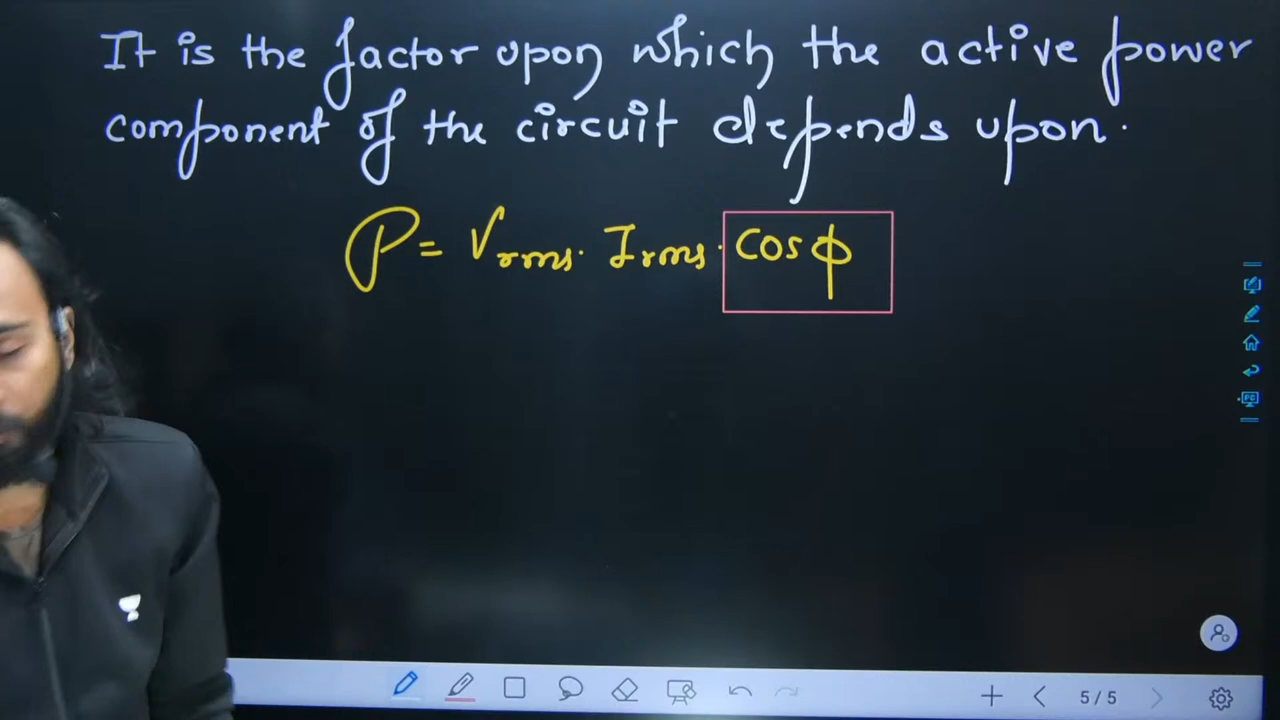 It is the factor upon which the active power
component of the circuit depends upon.
P = Vrms. Irms. cos ϕ
PC
5 / 5